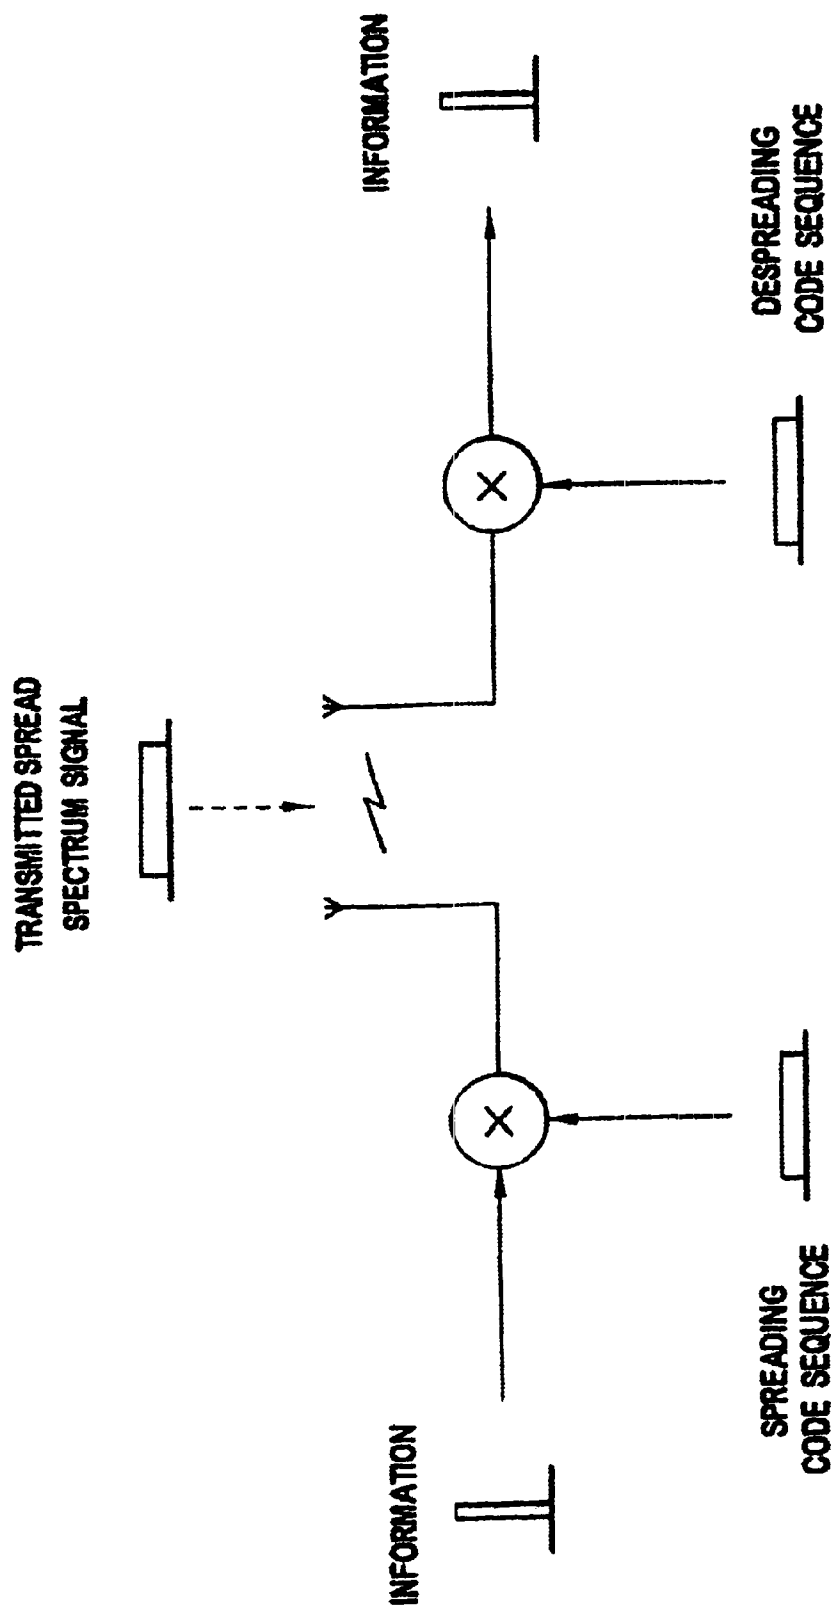 TRANSMITTED SPREAD
SPECTRUM SIGNAL
INFORMATION
INFORMATION
SPREADING
CODE SEQUENCE
DESPREADING
CODE SEQUENCE